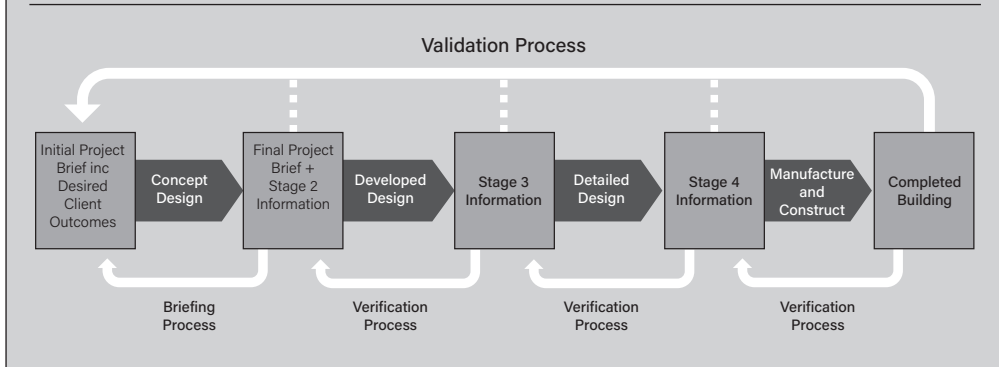 Validation Process
Initial Project
Brief inc
Desired
Client
Outcomes
Concept
Design
Final Project
Brief +
Stage 2
Information
Developed
Design
Stage 3
Information
Detailed
Design
Stage 4
Information
Manufacture
and
Construct
Completed
Building
Briefing
Process
Verification
Process
Verification
Process
Verification
Process